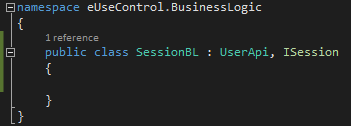 namespace eUseControl.BusinessLogic
{
1 reference
public class SessionBL : UserApi, ISession
{
}
}